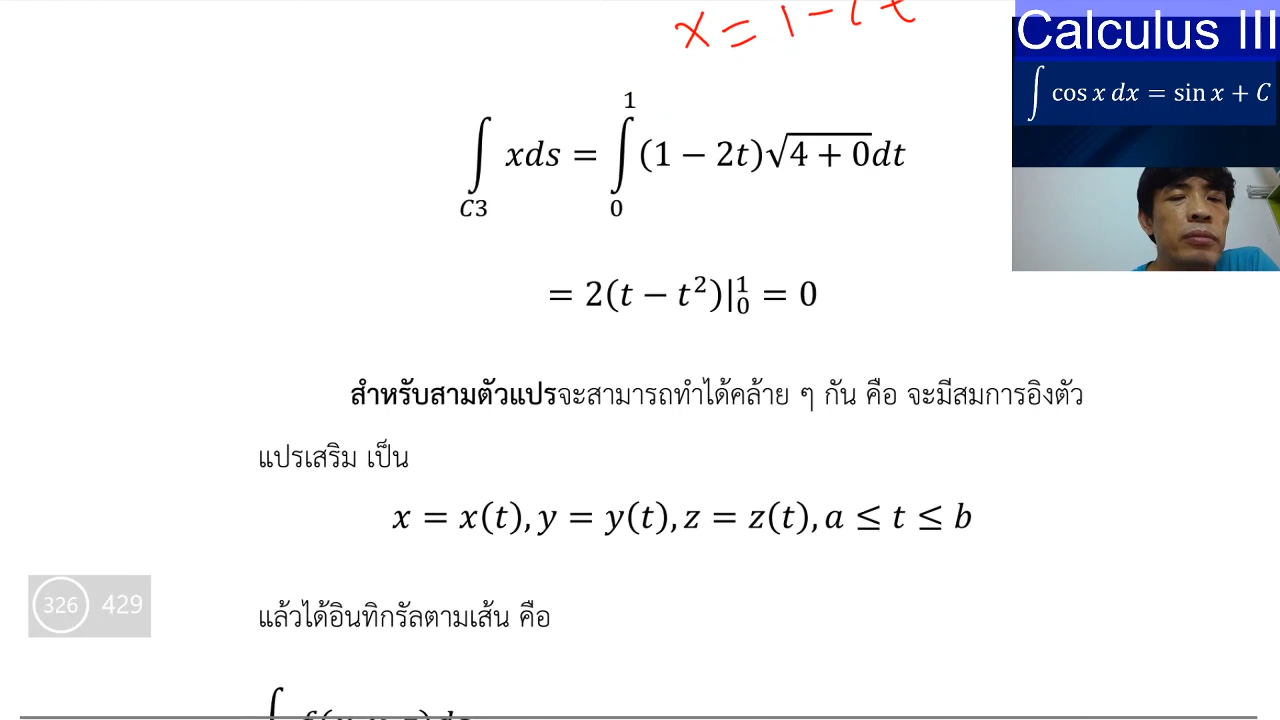 x = 1 - 2t
Calculus III
∫ cos x dx = sin x + C
∫_{C3} xds = ∫_0^1 (1 − 2t)√(4 + 0)dt
= 2(t − t²)|_0^1 = 0
สำหรับสามตัวแปรจะสามารถทำได้คล้าย ๆ กัน คือ จะมีสมการอิงตัว
แปรเสริม เป็น
x = x(t), y = y(t), z = z(t), a ≤ t ≤ b
326 429
แล้วได้อินทิกรัลตามเส้น คือ